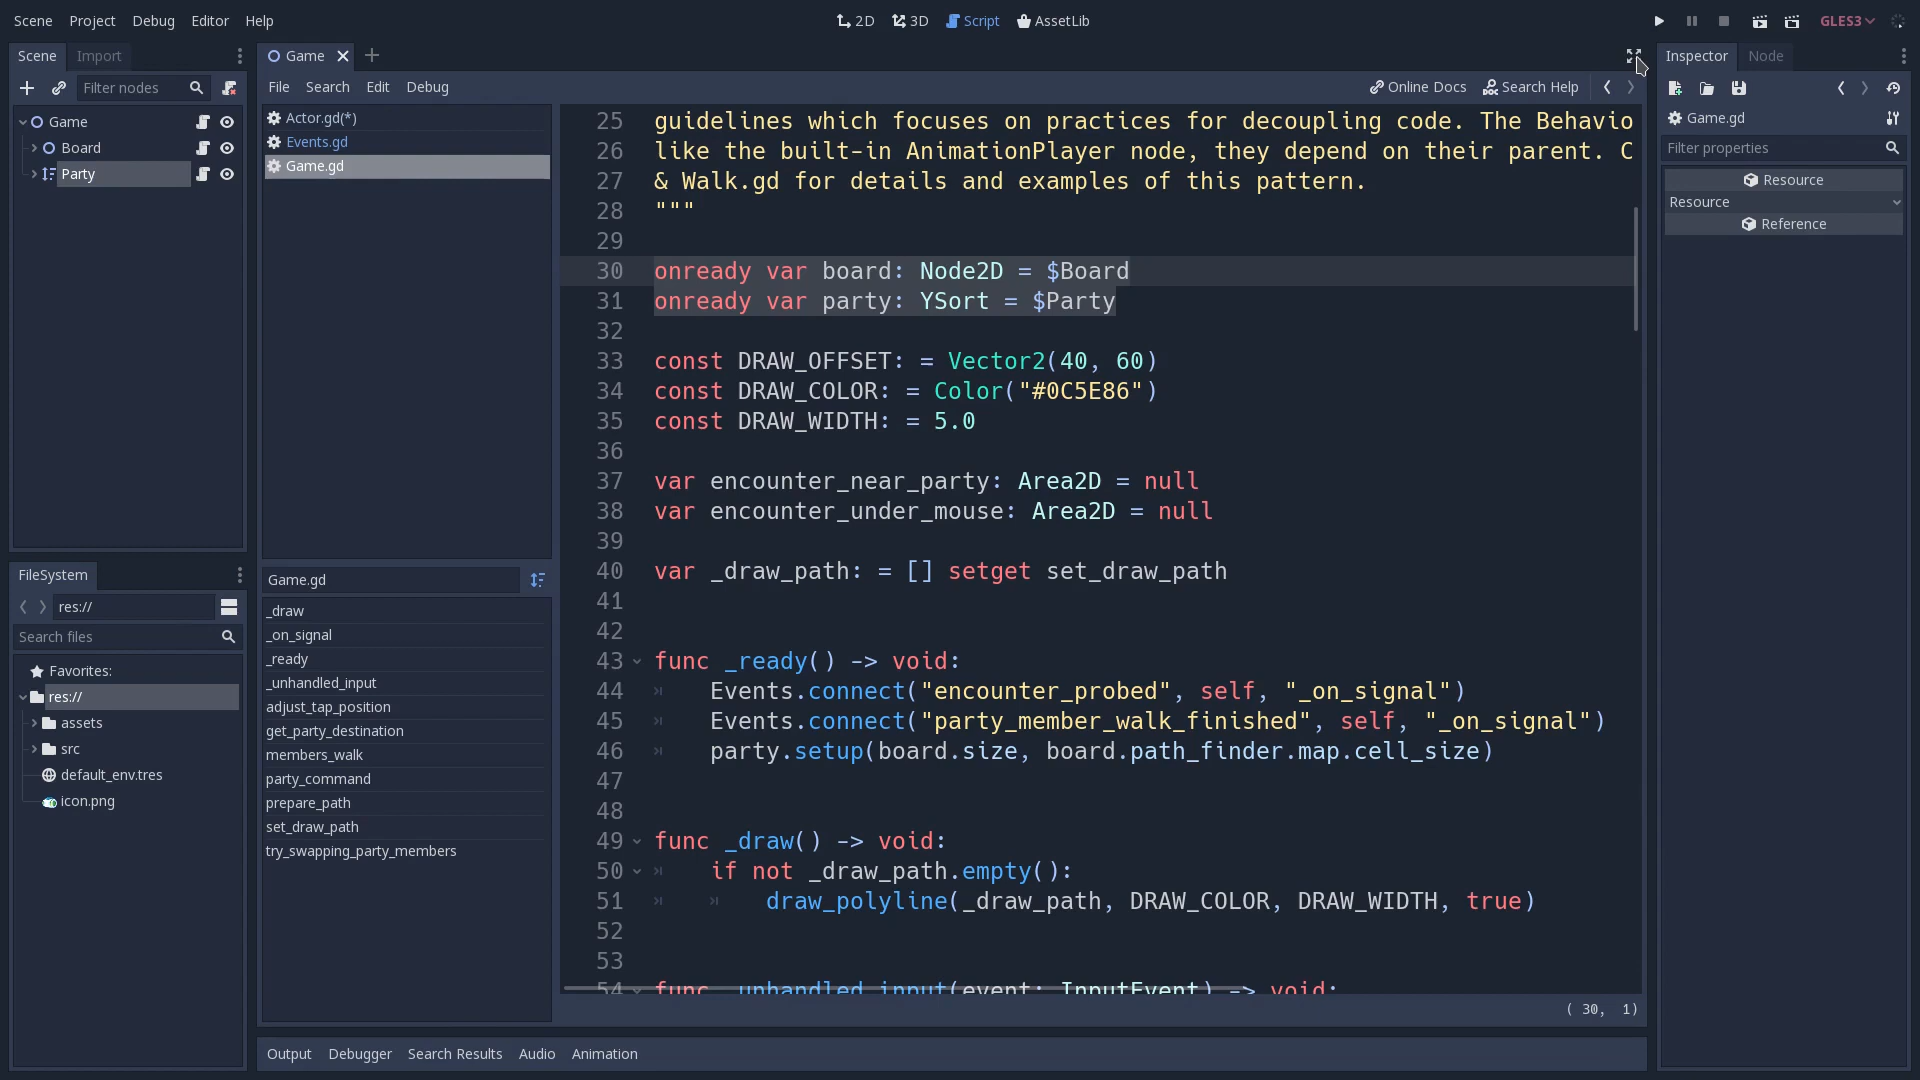 Scene Project Debug Editor Help
2D 3D Script AssetLib
GLES3
Scene Import
Filter nodes
Game
Board
Party
FileSystem
res://
Search files
Favorites:
res://
assets
src
default_env.tres
icon.png
Game
File Search Edit Debug
Online Docs Search Help
Actor.gd(*)
Events.gd
Game.gd
Game.gd
_draw
_on_signal
_ready
_unhandled_input
adjust_tap_position
get_party_destination
members_walk
party_command
prepare_path
set_draw_path
try_swapping_party_members
25 guidelines which focuses on practices for decoupling code. The Behavio
26 like the built-in AnimationPlayer node, they depend on their parent. C
27 & Walk.gd for details and examples of this pattern.
28 """
29
30 onready var board: Node2D = $Board
31 onready var party: YSort = $Party
32
33 const DRAW_OFFSET: = Vector2(40, 60)
34 const DRAW_COLOR: = Color("#0C5E86")
35 const DRAW_WIDTH: = 5.0
36
37 var encounter_near_party: Area2D = null
38 var encounter_under_mouse: Area2D = null
39
40 var _draw_path: = [] setget set_draw_path
41
42
43 func _ready() -> void:
44 Events.connect("encounter_probed", self, "_on_signal")
45 Events.connect("party_member_walk_finished", self, "_on_signal")
46 party.setup(board.size, board.path_finder.map.cell_size)
47
48
49 func _draw() -> void:
50 if not _draw_path.empty():
51 draw_polyline(_draw_path, DRAW_COLOR, DRAW_WIDTH, true)
52
53
54 func _unhandled_input(event: InputEvent) -> void:
( 30, 1)
Output Debugger Search Results Audio Animation
Inspector Node
Game.gd
Filter properties
Resource
Resource
Reference